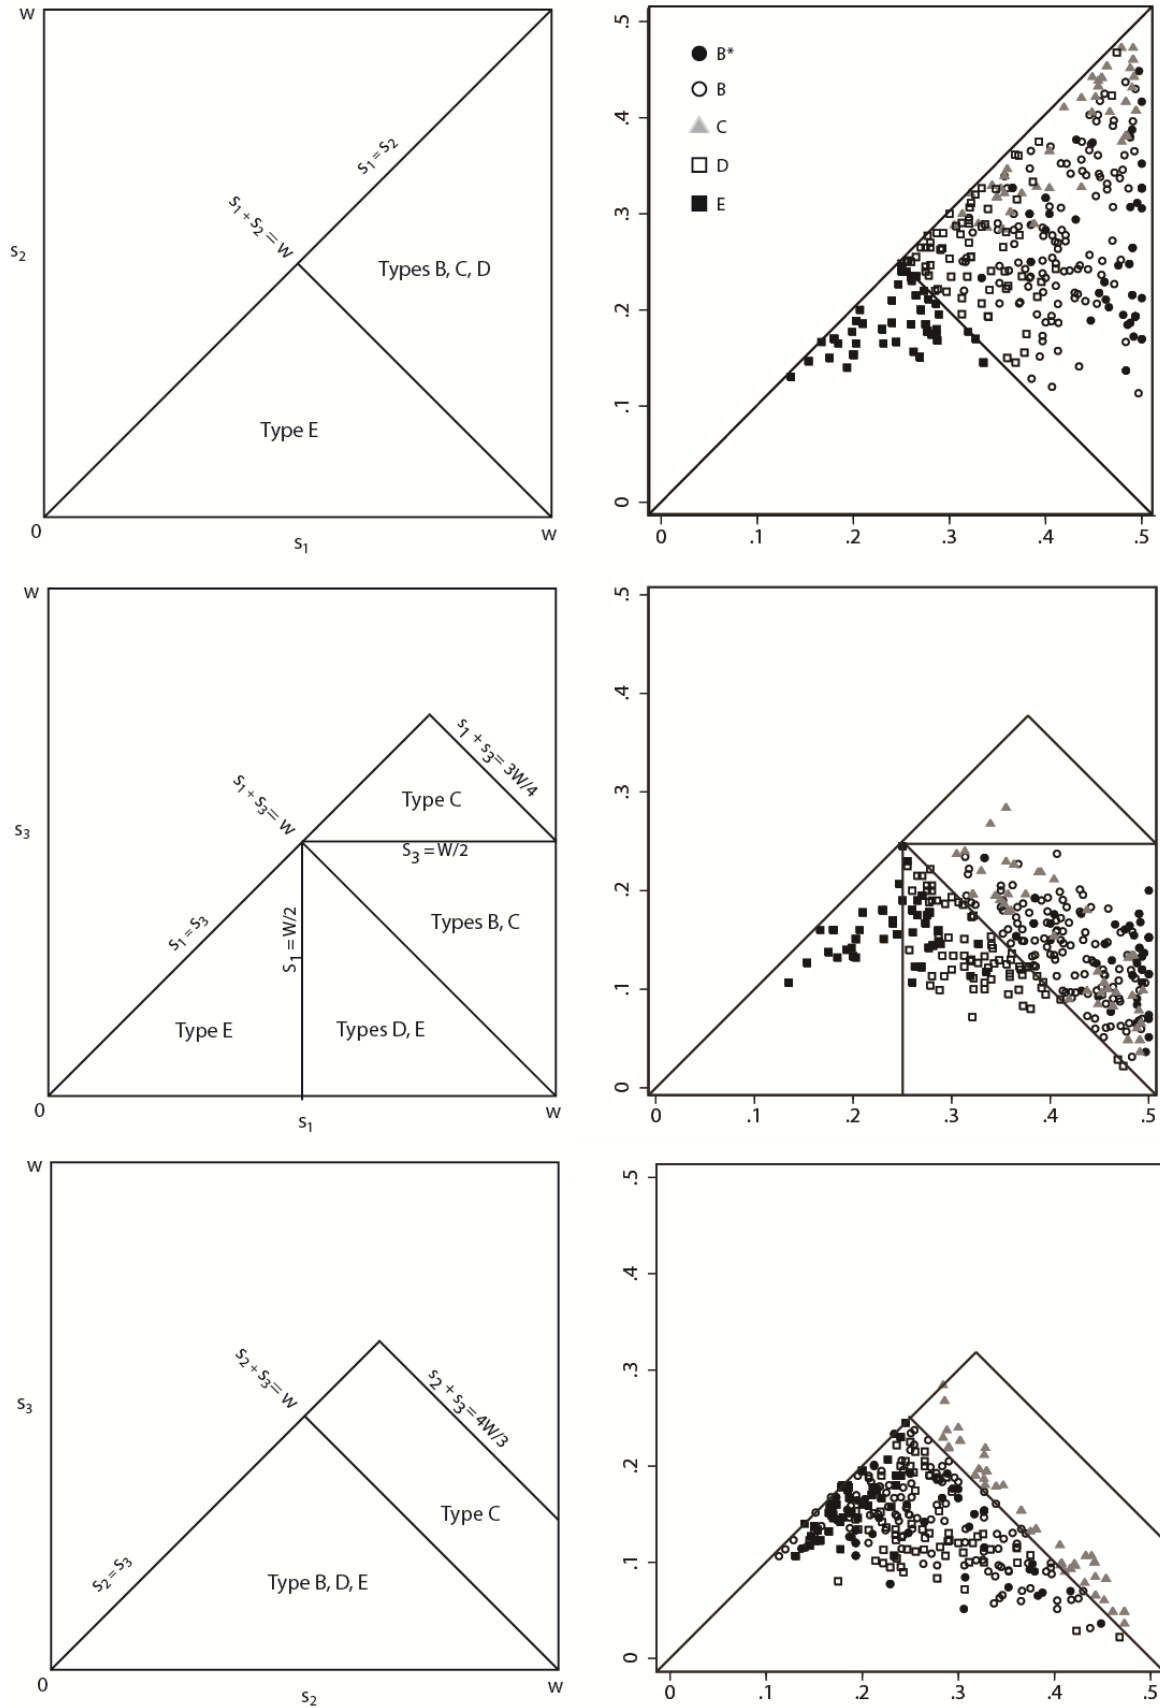 W
S₁ = S₂
S₁ + S₂ = W
S₂
Types B, C, D
Type E
0
S₁
W
.5
.4
.3
.2
.1
0
B*
B
C
D
E
0
.1
.2
.3
.4
.5
W
S₁ + S₃ = 3W/4
S₁ + S₃ = W
Type C
S₃
S₃ = W/2
S₁ = S₃
S₁ = W/2
Types B, C
Type E
Types D, E
0
S₁
W
.5
.4
.3
.2
.1
0
0
.1
.2
.3
.4
.5
W
S₂ + S₃ = W
S₂ + S₃ = 4W/3
S₃
Type C
S₂ = S₃
Type B, D, E
0
S₂
W
.5
.4
.3
.2
.1
0
0
.1
.2
.3
.4
.5